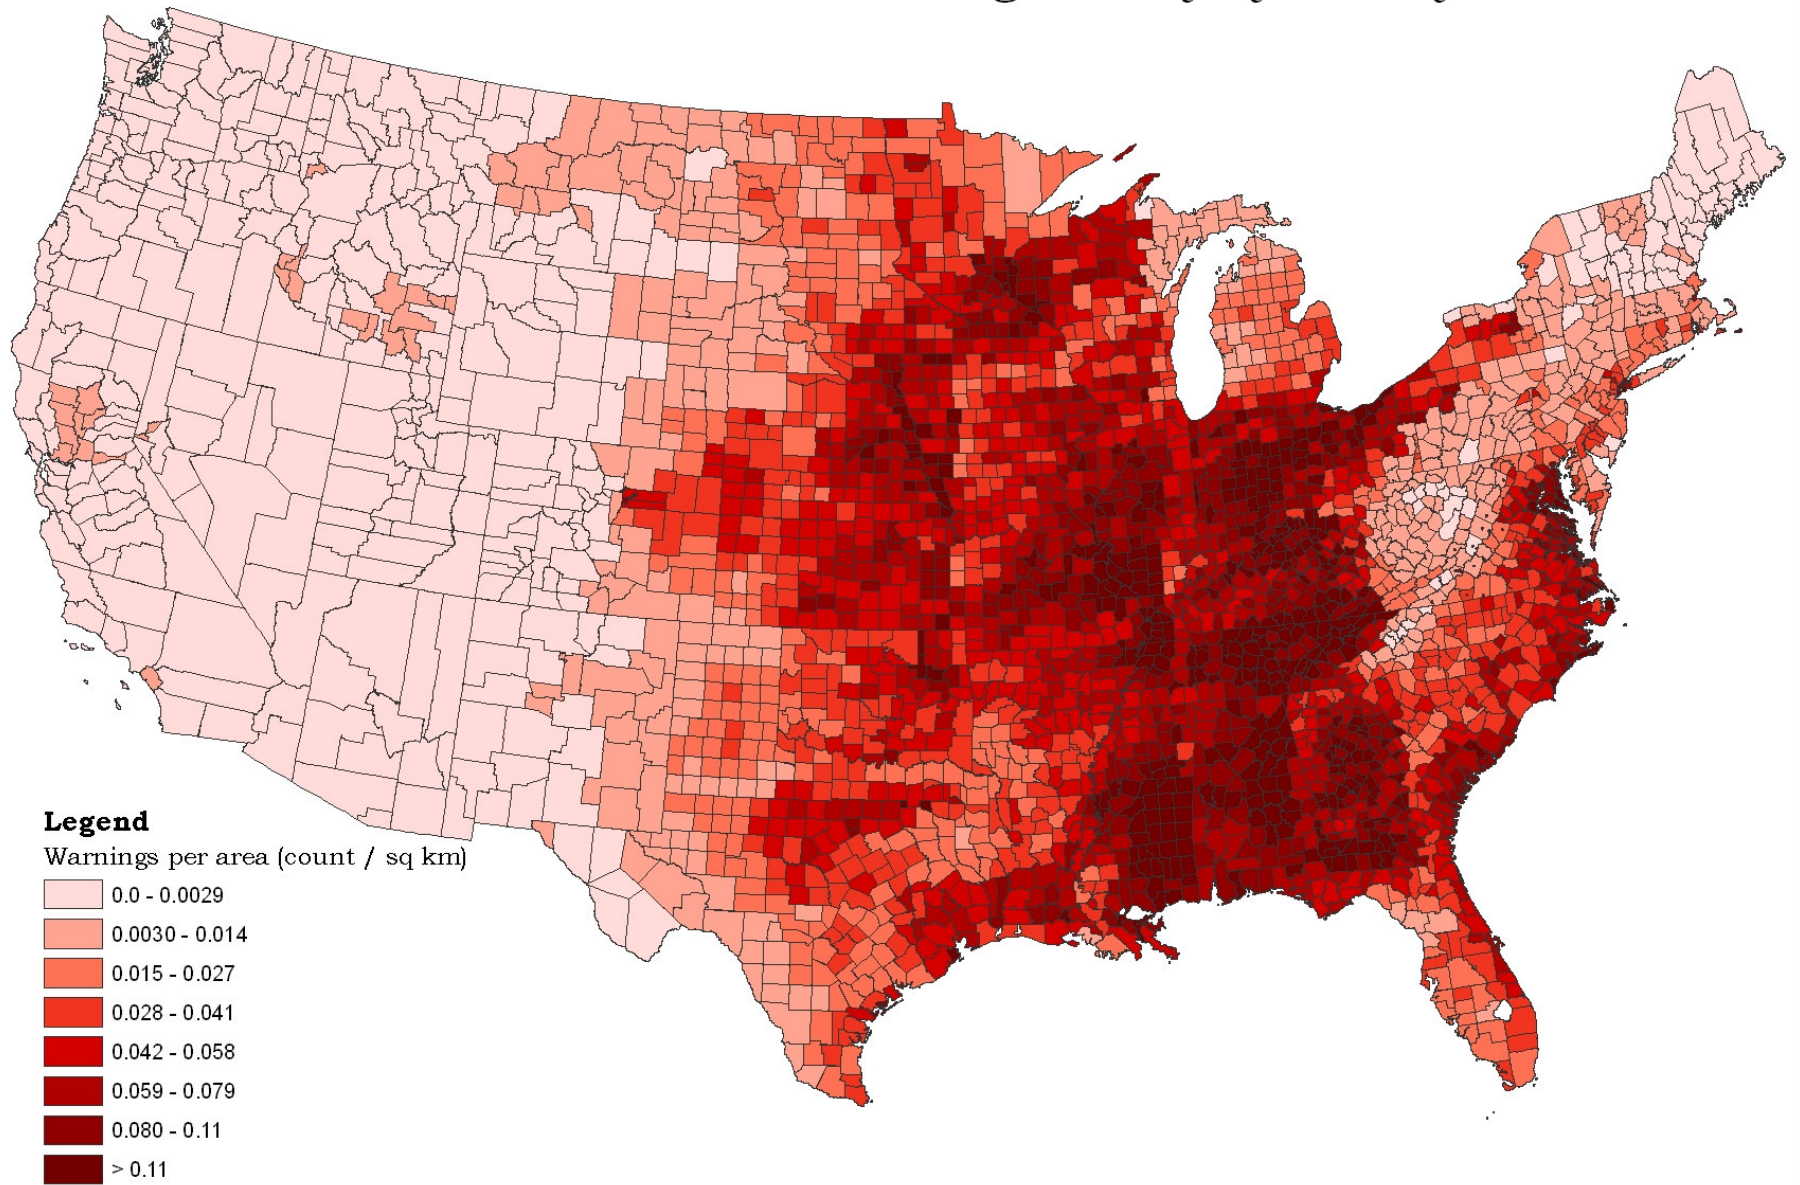 Legend
Warnings per area (count / sq km)
0.0 - 0.0029
0.0030 - 0.014
0.015 - 0.027
0.028 - 0.041
0.042 - 0.058
0.059 - 0.079
0.080 - 0.11
> 0.11